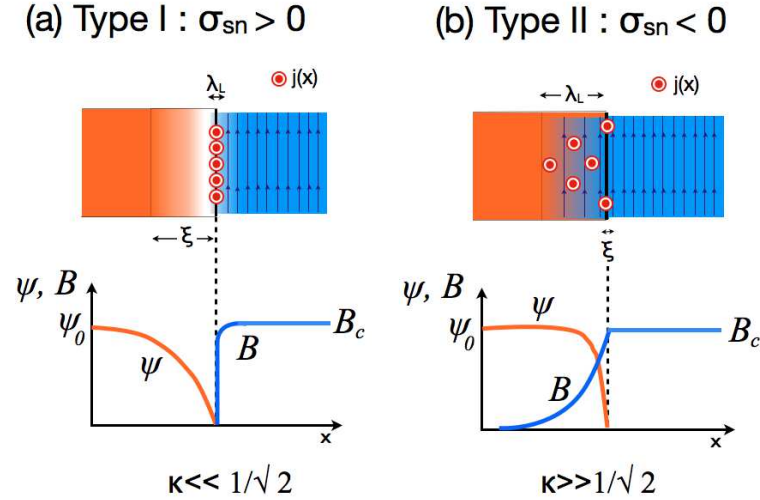 (a) Type I : σsn > 0
(b) Type II : σsn < 0
λL
j(x)
λL
j(x)
ξ
ξ
ψ, B
ψ0
ψ
B
Bc
x
ψ, B
ψ0
ψ
B
Bc
x
κ<< 1/√2
κ>>1/√2